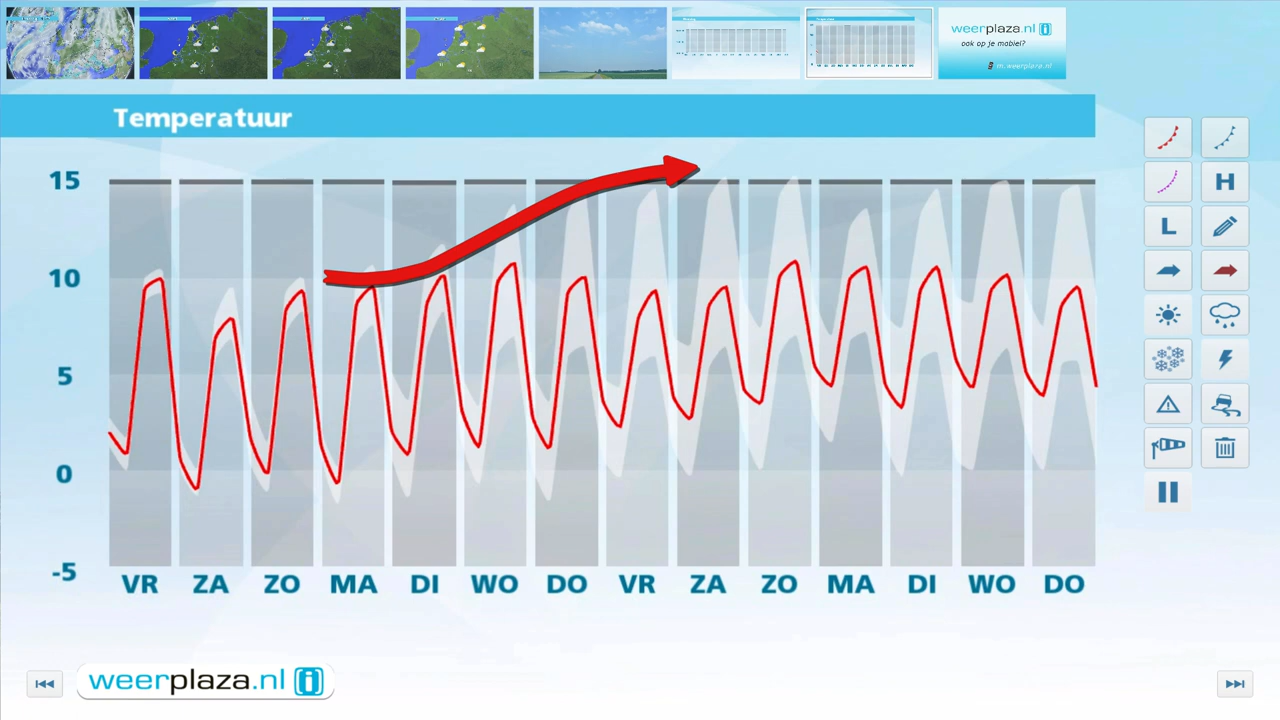 weerplaza.nl i
ook op je mobiel?
m.weerplaza.nl
Temperatuur
15
10
5
0
-5
VR ZA ZO MA DI WO DO VR ZA ZO MA DI WO DO
H
L
weerplaza.nl i